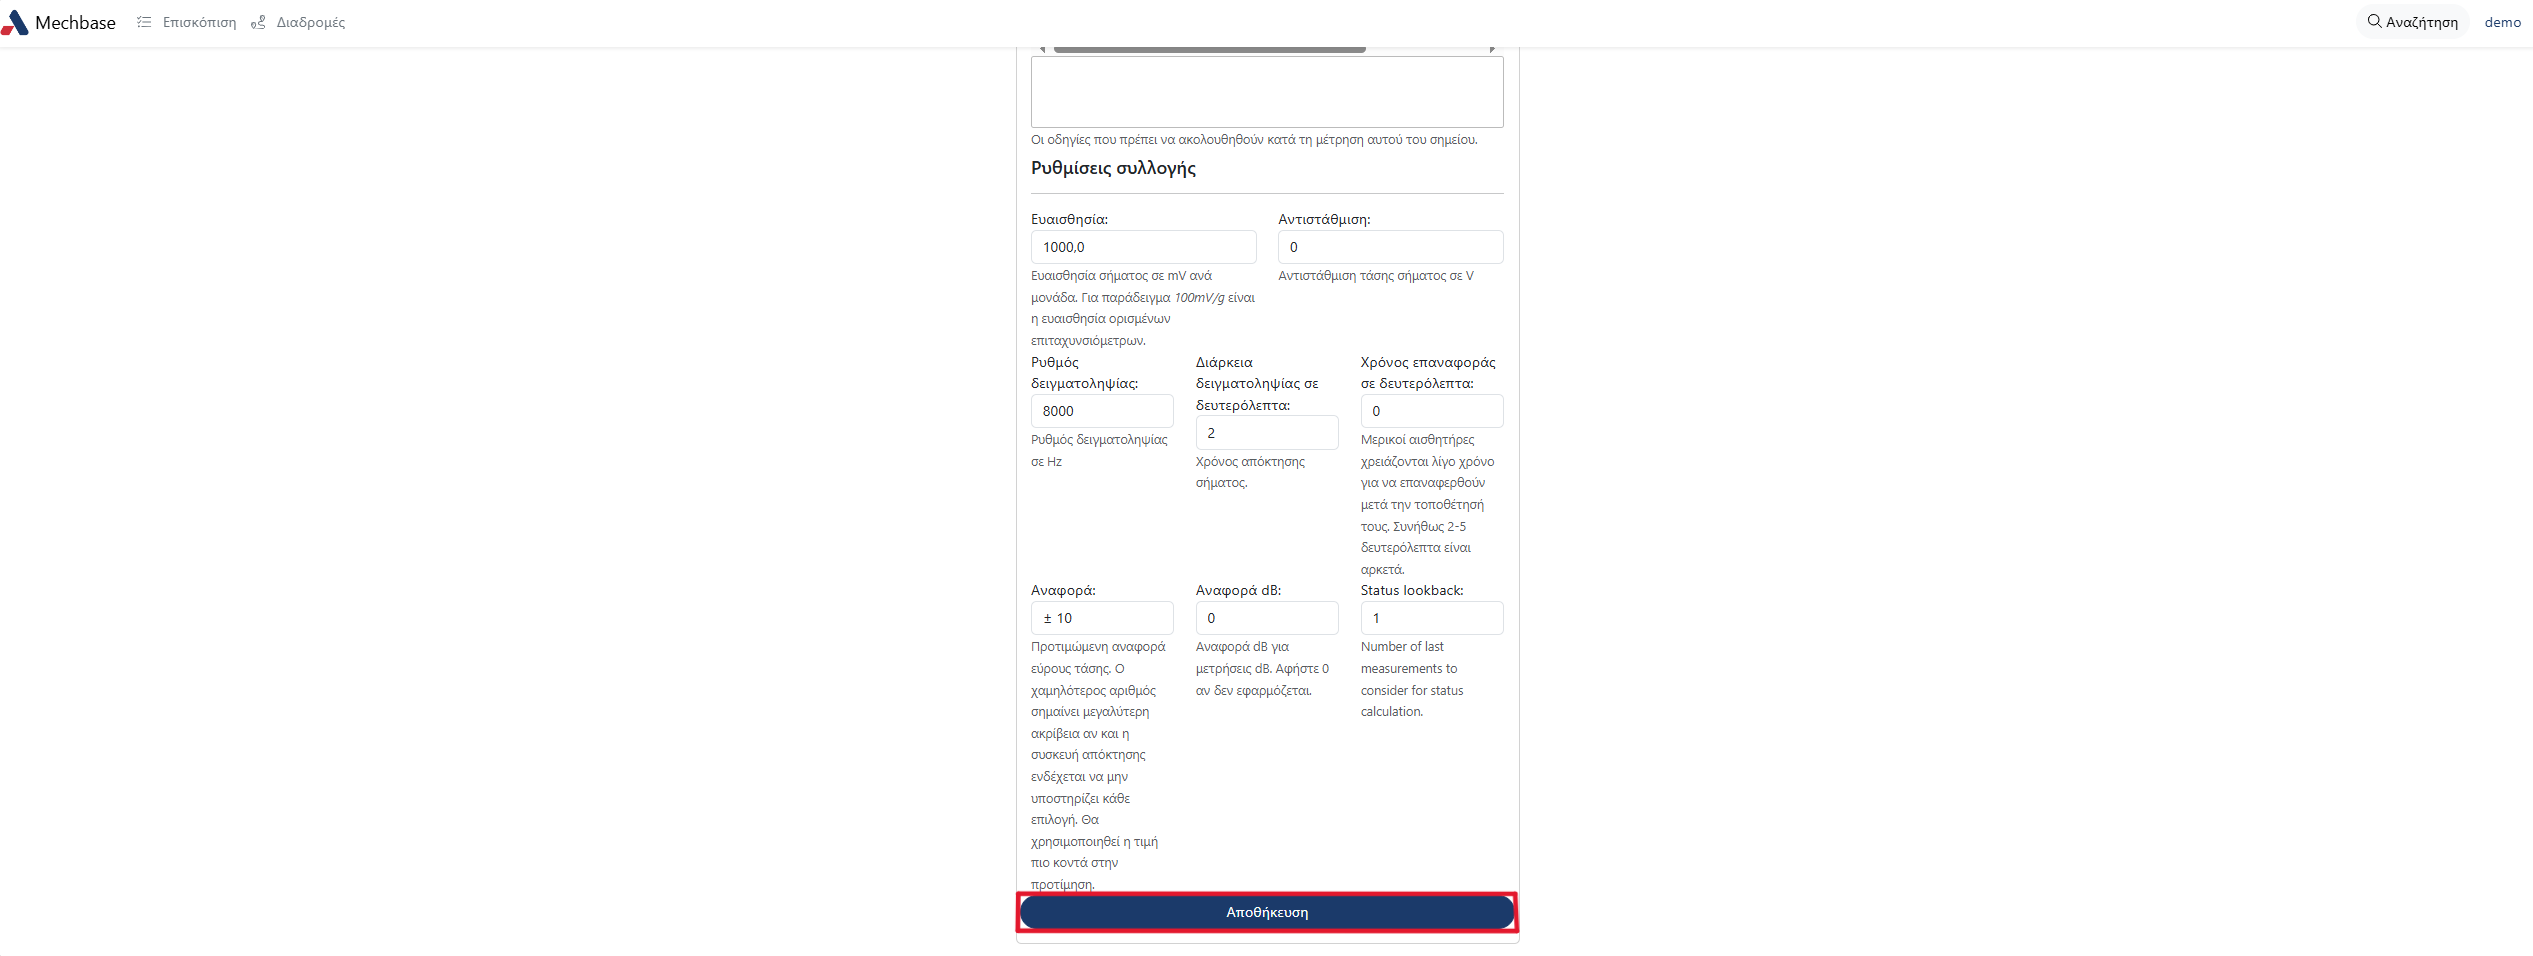 Mechbase
Επισκόπιση
Διαδρομές
Αναζήτηση
demo
Οι οδηγίες που πρέπει να ακολουθηθούν κατά τη μέτρηση αυτού του σημείου.
Ρυθμίσεις συλλογής
Ευαισθησία:
1000,0
Ευαισθησία σήματος σε mV ανά
μονάδα. Για παράδειγμα 100mV/g είναι
η ευαισθησία ορισμένων
επιταχυνσιόμετρων.
Αντιστάθμιση:
0
Αντιστάθμιση τάσης σήματος σε V
Ρυθμός
δειγματοληψίας:
8000
Ρυθμός δειγματοληψίας
σε Hz
Διάρκεια
δειγματοληψίας σε
δευτερόλεπτα:
2
Χρόνος απόκτησης
σήματος.
Χρόνος επαναφοράς
σε δευτερόλεπτα:
0
Μερικοί αισθητήρες
χρειάζονται λίγο χρόνο
για να επαναφερθούν
μετά την τοποθέτησή
τους. Συνήθως 2-5
δευτερόλεπτα είναι
αρκετά.
Αναφορά:
± 10
Προτιμώμενη αναφορά
εύρους τάσης. Ο
χαμηλότερος αριθμός
σημαίνει μεγαλύτερη
ακρίβεια αν και η
συσκευή απόκτησης
ενδέχεται να μην
υποστηρίζει κάθε
επιλογή. Θα
χρησιμοποιηθεί η τιμή
πιο κοντά στην
προτίμηση.
Αναφορά dB:
0
Αναφορά dB για
μετρήσεις dB. Αφήστε 0
αν δεν εφαρμόζεται.
Status lookback:
1
Number of last
measurements to
consider for status
calculation.
Αποθήκευση